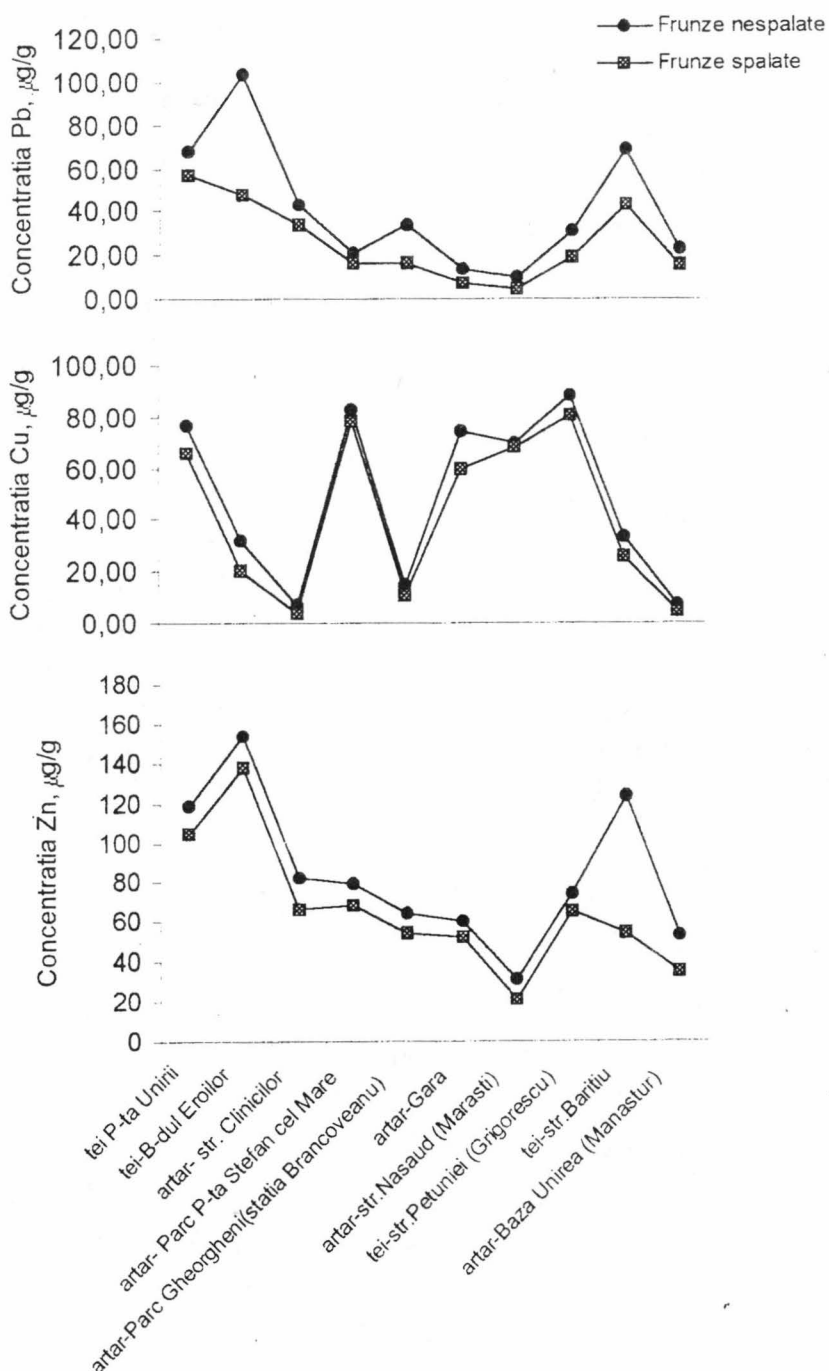 Frunze nespalate
Frunze spalate
Concentratia Pb, µg/g
120,00
100,00
80,00
60,00
40,00
20,00
0,00
Concentratia Cu, µg/g
100,00
80,00
60,00
40,00
20,00
0,00
Concentratia Zn, µg/g
180
160
140
120
100
80
60
40
20
0
tei P-ta Unirii
tei-B-dul Eroilor
artar- str. Clinicilor
artar- Parc P-ta Stefan cel Mare
artar-Parc Gheorgheni(statia Brancoveanu)
artar-Gara
artar-str.Nasaud (Marasti)
tei-str.Petuniei (Grigorescu)
tei-str.Baritiu
artar-Baza Unirea (Manastur)